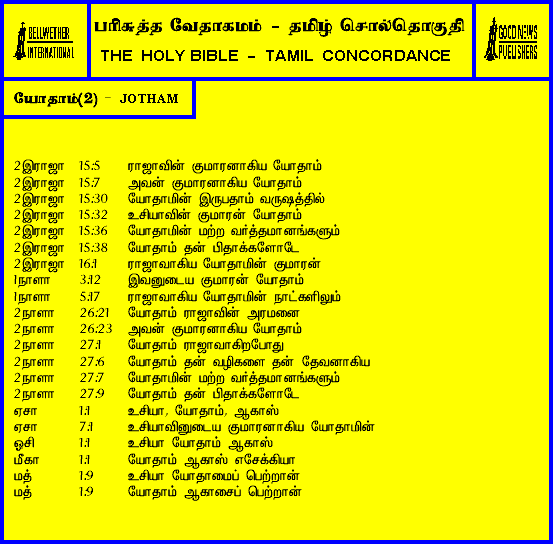 BELLWETHER
INTERNATIONAL
பரிசுத்த வேதாகமம் - தமிழ் சொல்தொகுதி
THE HOLY BIBLE - TAMIL CONCORDANCE
GOOD NEWS
PUBLISHERS
யோதாம்(2) - JOTHAM
2இராஜா 15:5 ராஜாவின் குமாரனாகிய யோதாம்
2இராஜா 15:7 அவன் குமாரனாகிய யோதாம்
2இராஜா 15:30 யோதாமின் இருபதாம் வருஷத்தில்
2இராஜா 15:32 உசியாவின் குமாரன் யோதாம்
2இராஜா 15:36 யோதாமின் மற்ற வர்த்தமானங்களும்
2இராஜா 15:38 யோதாம் தன் பிதாக்களோடே
2இராஜா 16:1 ராஜாவாகிய யோதாமின் குமாரன்
1நாளா 3:12 இவனுடைய குமாரன் யோதாம்
1நாளா 5:17 ராஜாவாகிய யோதாமின் நாட்களிலும்
2நாளா 26:21 யோதாம் ராஜாவின் அரமனை
2நாளா 26:23 அவன் குமாரனாகிய யோதாம்
2நாளா 27:1 யோதாம் ராஜாவாகிறபோது
2நாளா 27:6 யோதாம் தன் வழிகளை தன் தேவனாகிய
2நாளா 27:7 யோதாமின் மற்ற வர்த்தமானங்களும்
2நாளா 27:9 யோதாம் தன் பிதாக்களோடே
ஏசா 1:1 உசியா, யோதாம், ஆகாஸ்
ஏசா 7:1 உசியாவினுடைய குமாரனாகிய யோதாமின்
ஓசி 1:1 உசியா யோதாம் ஆகாஸ்
மீகா 1:1 யோதாம் ஆகாஸ் எசேக்கியா
மத் 1:9 உசியா யோதாமைப் பெற்றான்
மத் 1:9 யோதாம் ஆகாசைப் பெற்றான்